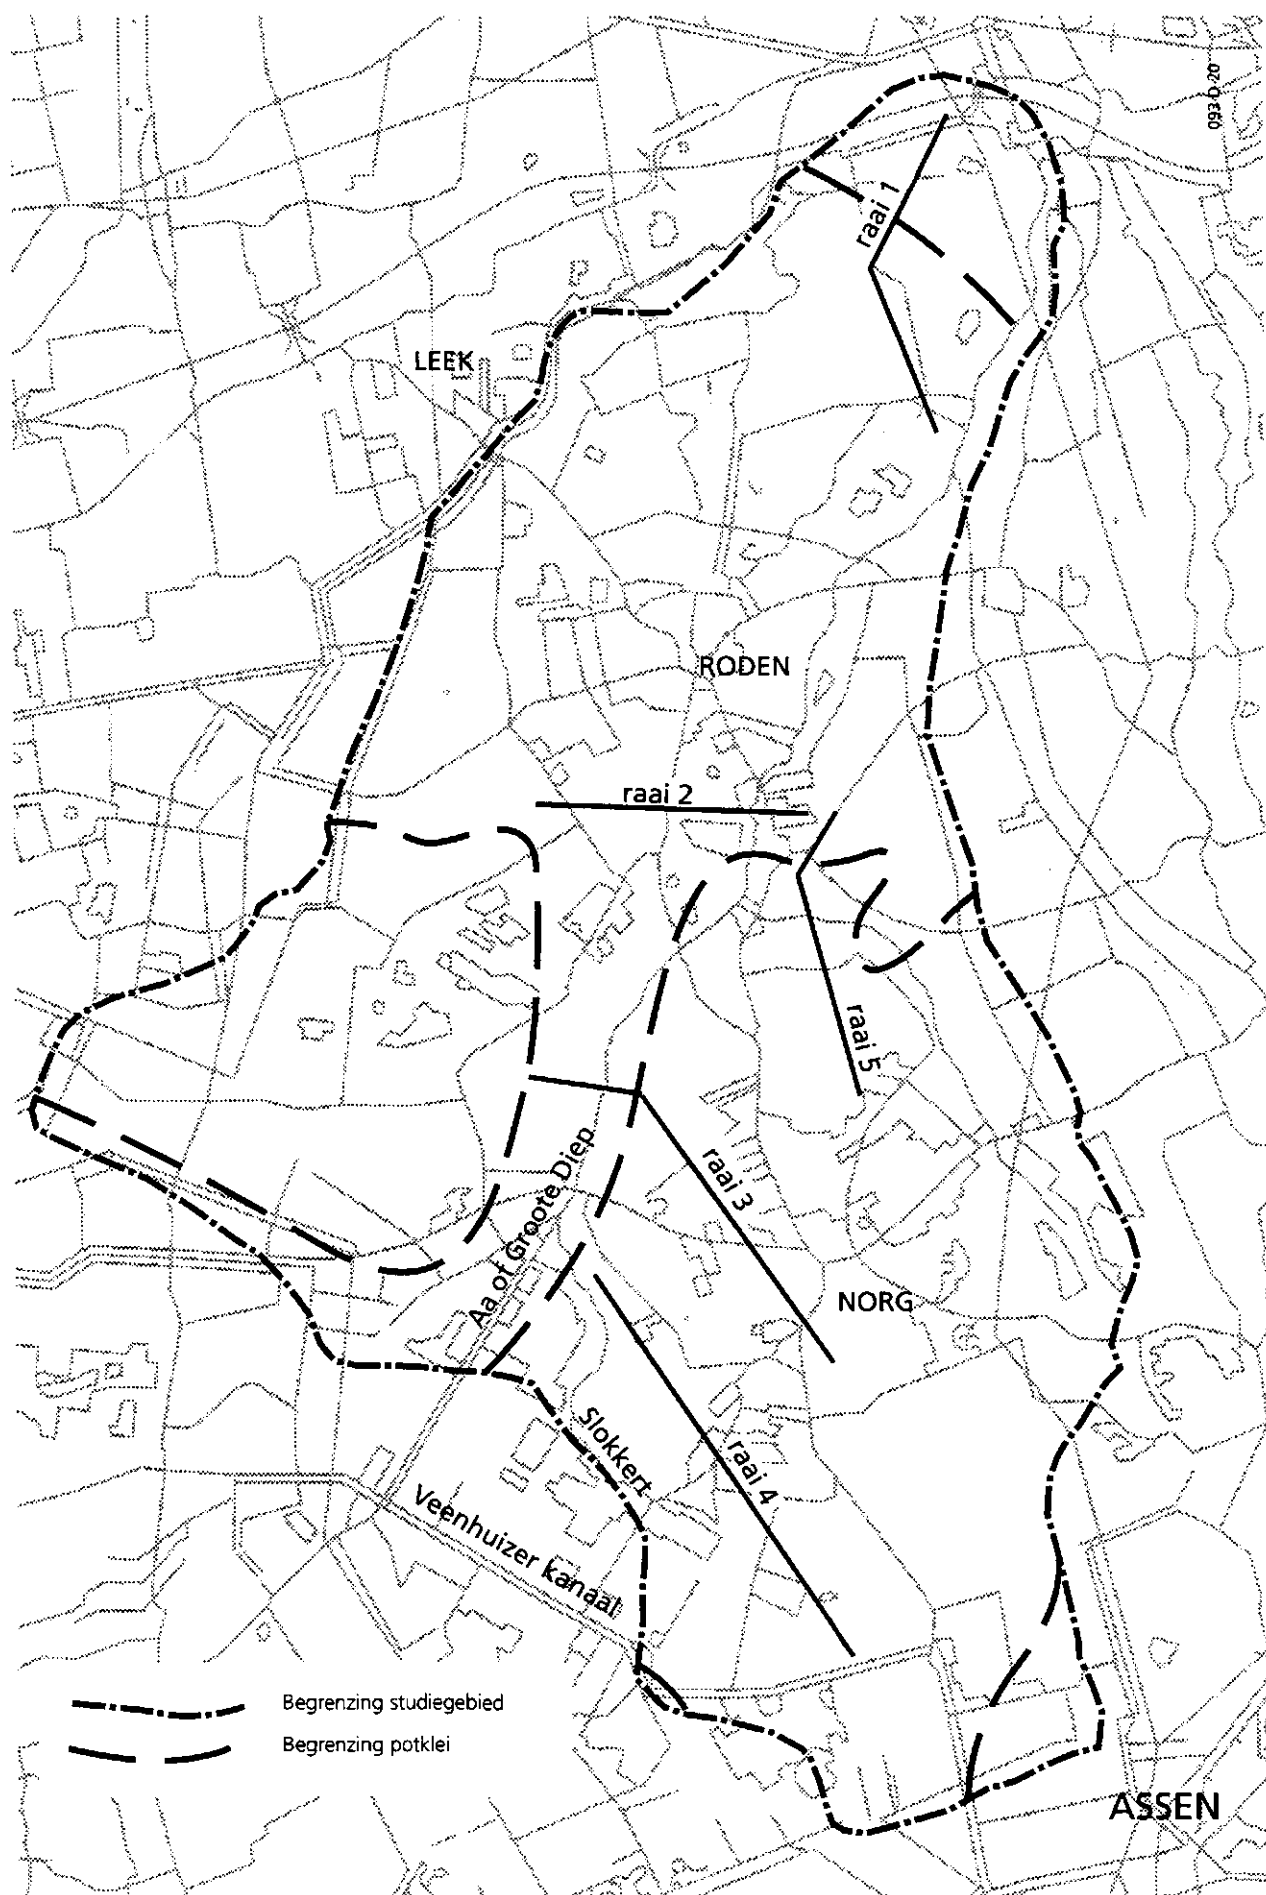 093-O-20
raai 1
LEEK
RODEN
raai 2
raai 5
raai 3
Aa of Groote Diep
NORG
Slokkert
raai 4
Veenhuizer kanaal
Begrenzing studiegebied
Begrenzing potklei
ASSEN